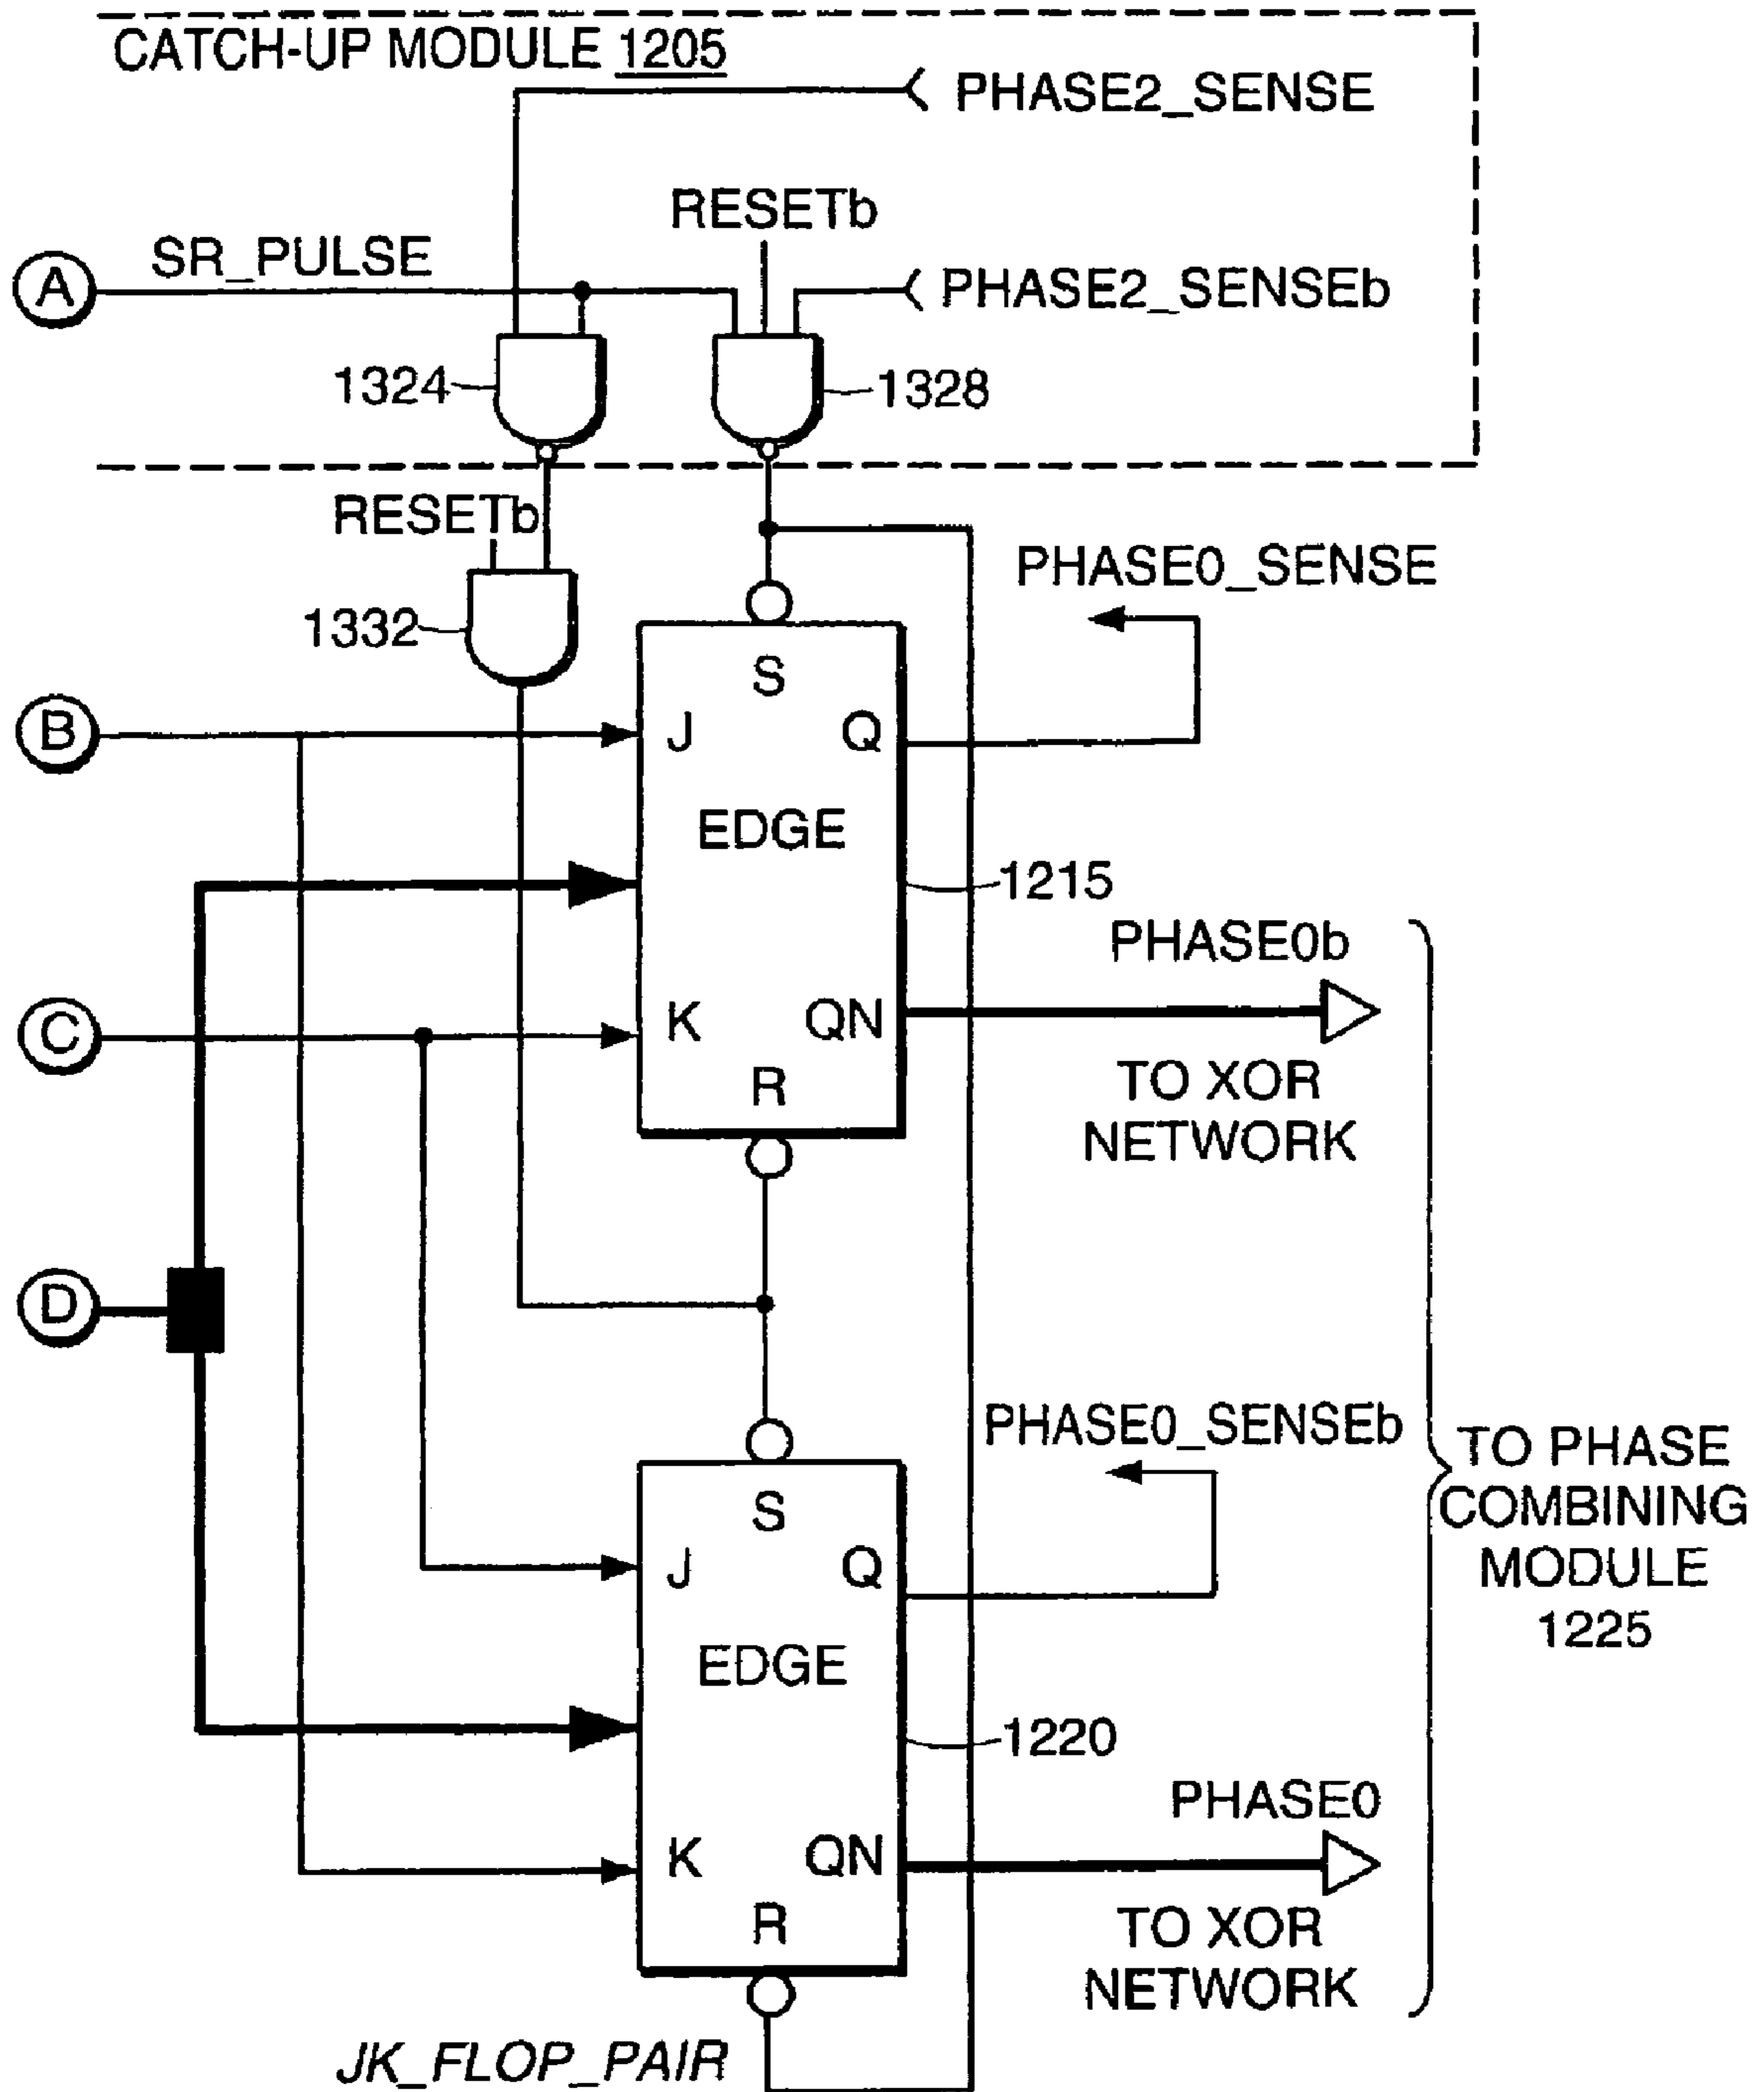 CATCH-UP MODULE 1205
PHASE2_SENSE
RESETb
A
SR_PULSE
PHASE2_SENSEb
1324
1328
RESETb
PHASE0_SENSE
1332
S
B
J
Q
EDGE
1215
PHASE0b
C
K
QN
R
TO XOR
NETWORK
D
PHASE0_SENSEb
TO PHASE
COMBINING
MODULE
1225
S
J
Q
EDGE
1220
PHASE0
K
QN
R
TO XOR
NETWORK
JK_FLOP_PAIR